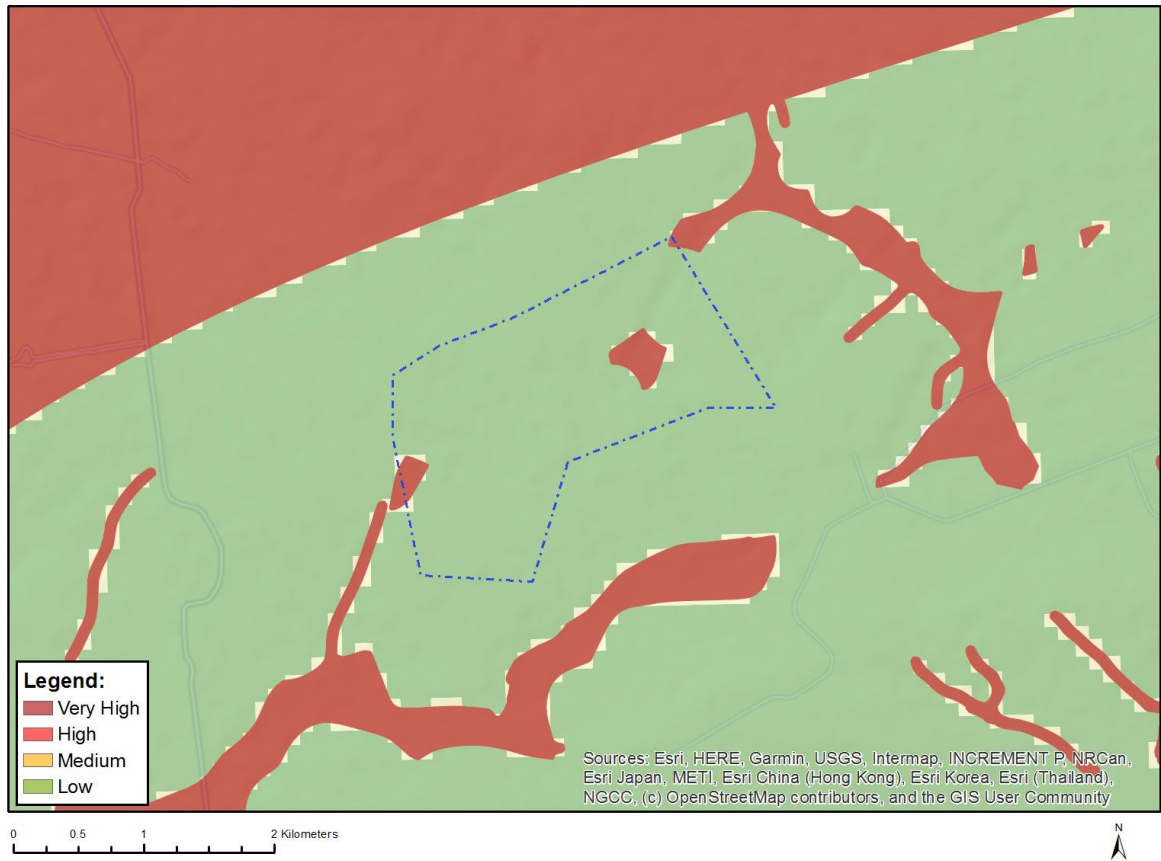 Legend:
Very High
High
Medium
Low
Sources: Esri, HERE, Garmin, USGS, Intermap, INCREMENT P, NRCan,
Esri Japan, METI, Esri China (Hong Kong), Esri Korea, Esri (Thailand),
NGCC, (c) OpenStreetMap contributors, and the GIS User Community
0 0.5 1 2 Kilometers
N